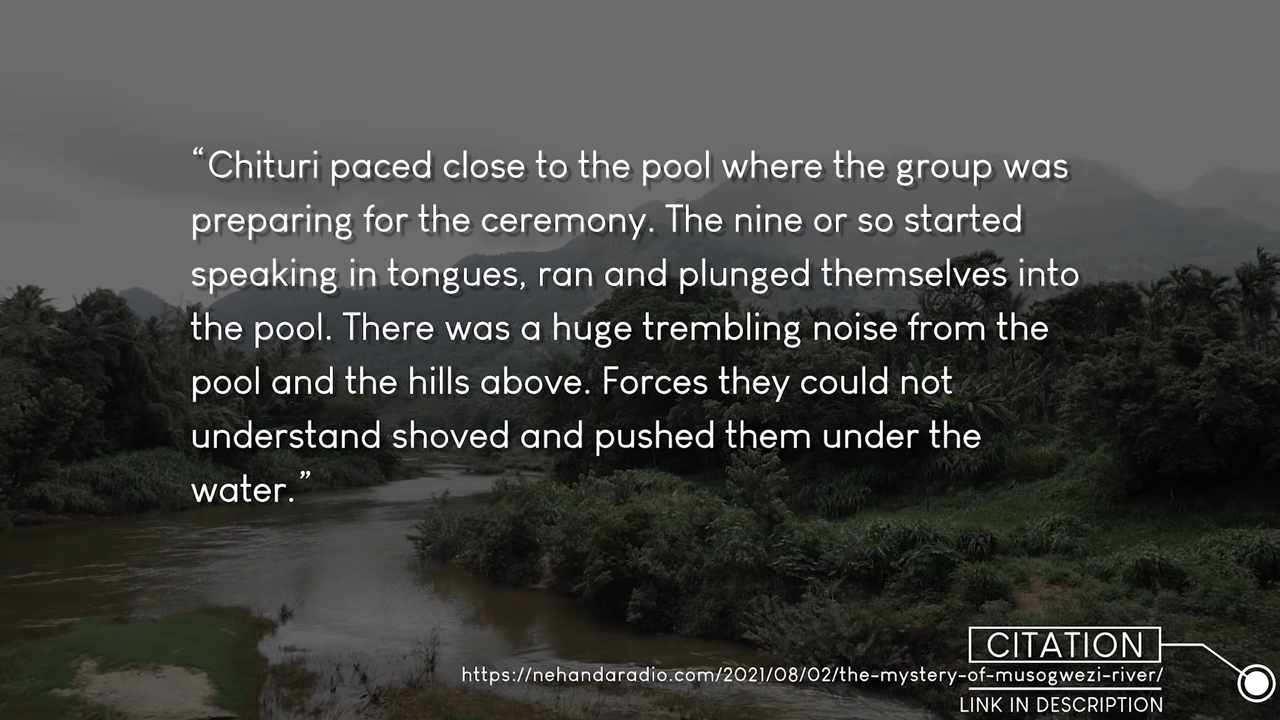 “Chituri paced close to the pool where the group was
preparing for the ceremony. The nine or so started
speaking in tongues, ran and plunged themselves into
the pool. There was a huge trembling noise from the
pool and the hills above. Forces they could not
understand shoved and pushed them under the
water.”
CITATION
https://nehandaradio.com/2021/08/02/the-mystery-of-musogwezi-river/
LINK IN DESCRIPTION